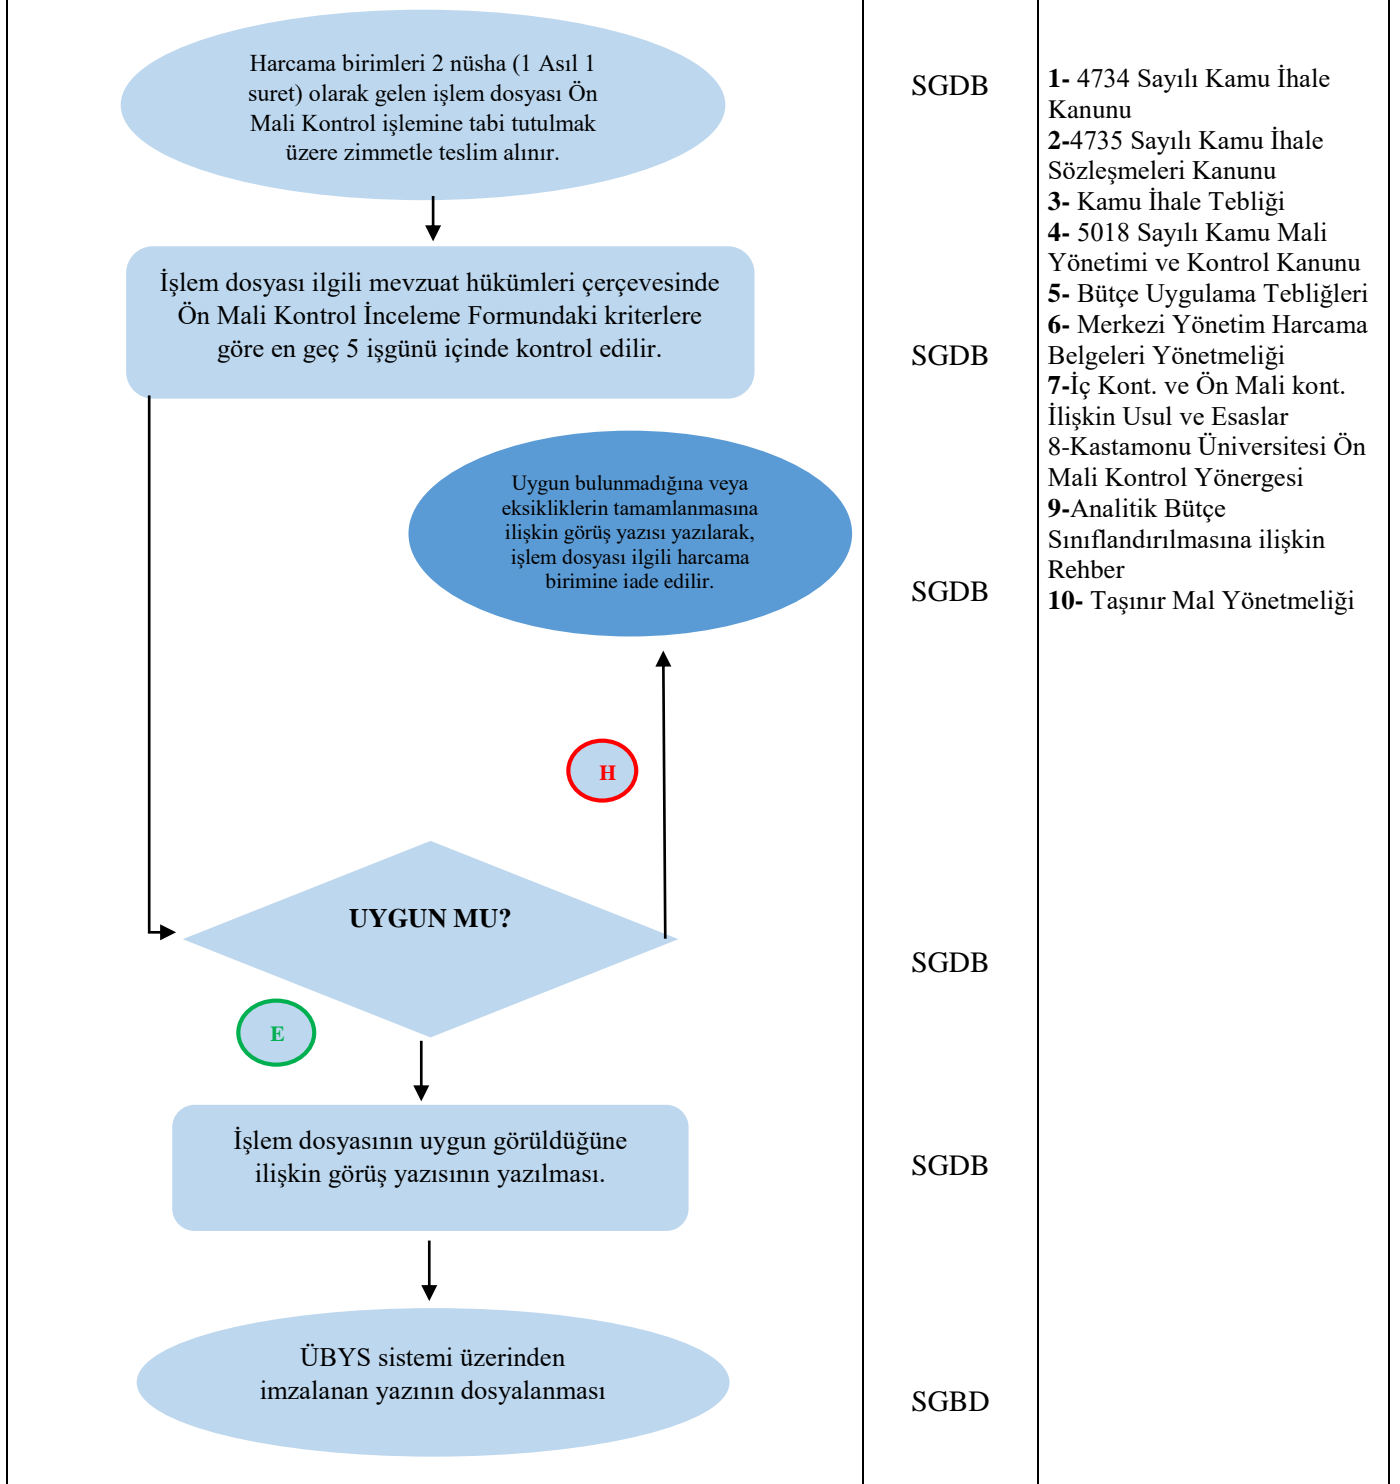 Harcama birimleri 2 nüsha (1 Asıl 1
suret) olarak gelen işlem dosyası Ön
Mali Kontrol işlemine tabi tutulmak
üzere zimmetle teslim alınır.
İşlem dosyası ilgili mevzuat hükümleri çerçevesinde
Ön Mali Kontrol İnceleme Formundaki kriterlere
göre en geç 5 işgünü içinde kontrol edilir.
Uygun bulunmadığına veya
eksikliklerin tamamlanmasına
ilişkin görüş yazısı yazılarak,
işlem dosyası ilgili harcama
birimine iade edilir.
H
UYGUN MU?
E
İşlem dosyasının uygun görüldüğüne
ilişkin görüş yazısının yazılması.
ÜBYS sistemi üzerinden
imzalanan yazının dosyalanması
SGDB
SGDB
SGDB
SGDB
SGDB
SGBD
1- 4734 Sayılı Kamu İhale
Kanunu
2-4735 Sayılı Kamu İhale
Sözleşmeleri Kanunu
3- Kamu İhale Tebliği
4- 5018 Sayılı Kamu Mali
Yönetimi ve Kontrol Kanunu
5- Bütçe Uygulama Tebliğleri
6- Merkezi Yönetim Harcama
Belgeleri Yönetmeliği
7-İç Kont. ve Ön Mali kont.
İlişkin Usul ve Esaslar
8-Kastamonu Üniversitesi Ön
Mali Kontrol Yönergesi
9-Analitik Bütçe
Sınıflandırılmasına ilişkin
Rehber
10- Taşınır Mal Yönetmeliği